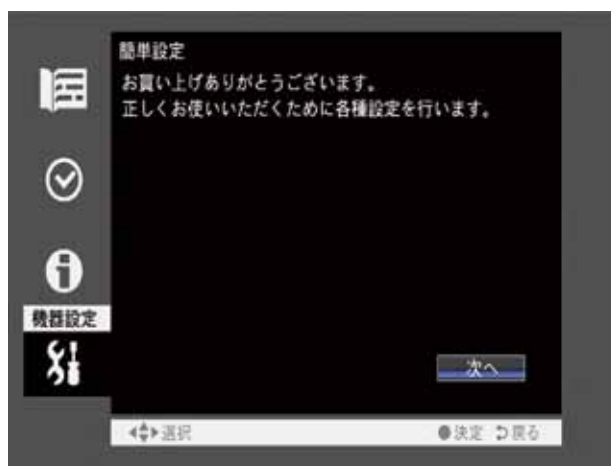 簡単設定
お買い上げありがとうございます。
正しくお使いいただくために各種設定を行います。
機器設定
次へ
選択
決定 戻る